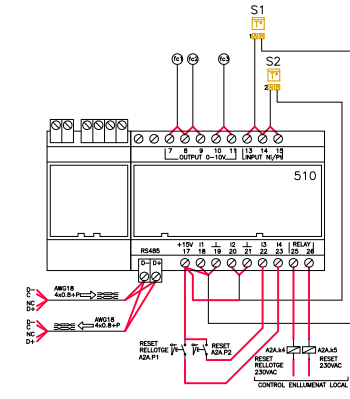 S1
T°
1 A B
S2
T°
2 A B
fc1 fc2 fc3
7 8 9 10 11 13 14 15
OUTPUT 0-10V INPUT NI/Pt
510
RS485
D- D+
+15V I1 ⊥ I2 ⊥ I3 I4 RELAY
17 18 19 20 21 22 23 25 26
D-
C
NC
D+
AWG18
4x0.8+P
D-
C
NC
D+
AWG18
4x0.8+P
RESET
RELLOTGE
A2A.P1
RESET
A2A.P2
A2A.k4 A2A.k5
RESET
RELLOTGE
230VAC
RESET
230VAC
CONTROL ENLLUMENAT LOCAL